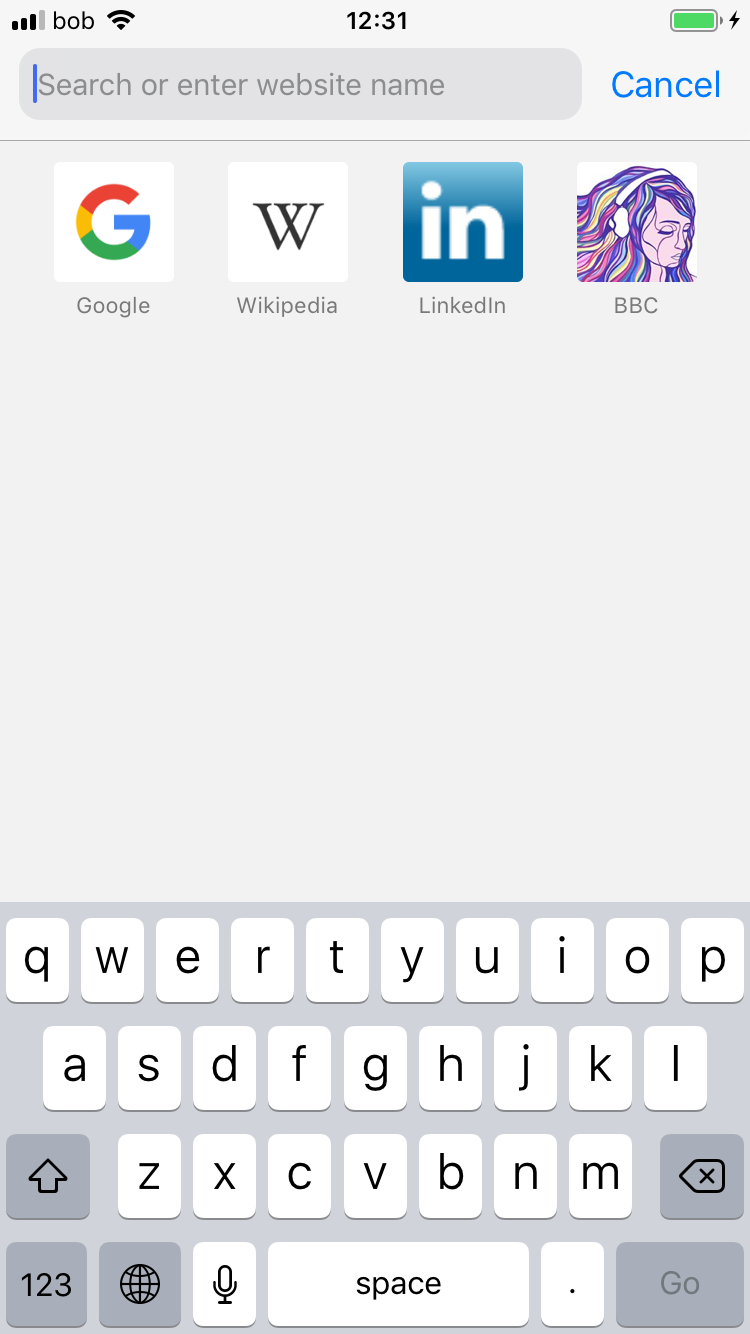 bob 12:31
Search or enter website name Cancel
G W in
Google Wikipedia LinkedIn BBC
q w e r t y u i o p
a s d f g h j k l
z x c v b n m
123 space . Go